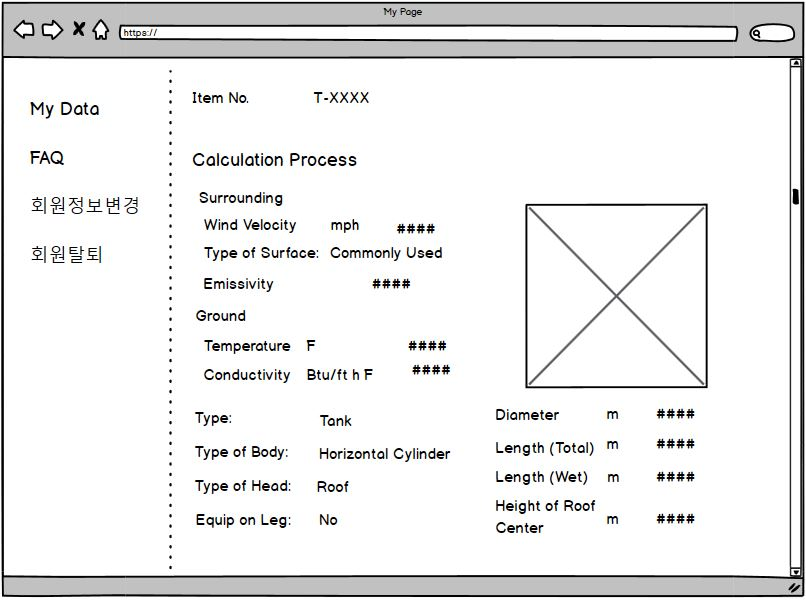 My Page
https://
My Data
FAQ
회원정보변경
회원탈퇴
Item No. T-XXXX
Calculation Process
Surrounding
Wind Velocity mph ####
Type of Surface: Commonly Used
Emissivity ####
Ground
Temperature F ####
Conductivity Btu/ft h F ####
Type: Tank
Type of Body: Horizontal Cylinder
Type of Head: Roof
Equip on Leg: No
Diameter m ####
Length (Total) m ####
Length (Wet) m ####
Height of Roof
Center m ####